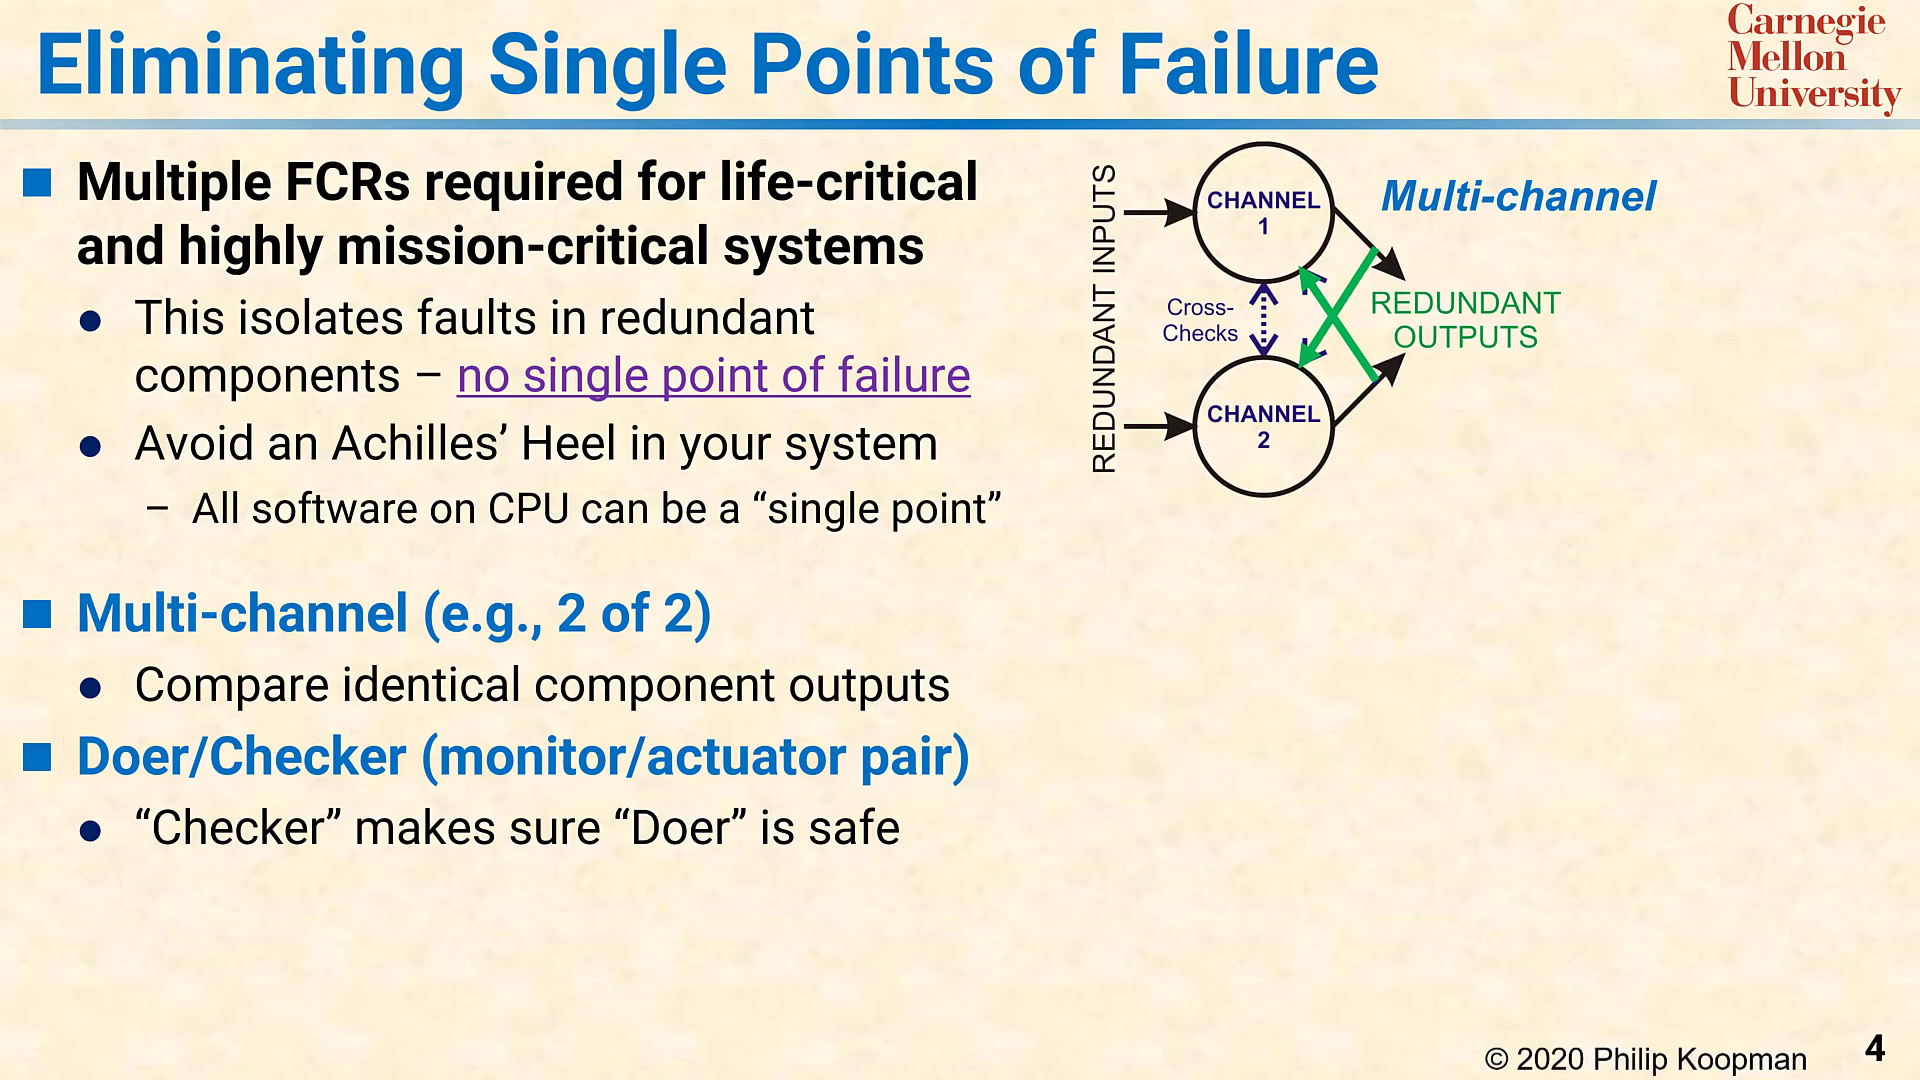 Eliminating Single Points of Failure
Carnegie
Mellon
University
Multiple FCRs required for life-critical
and highly mission-critical systems
This isolates faults in redundant
components – no single point of failure
Avoid an Achilles’ Heel in your system
– All software on CPU can be a “single point”
Multi-channel (e.g., 2 of 2)
Compare identical component outputs
Doer/Checker (monitor/actuator pair)
“Checker” makes sure “Doer” is safe
REDUNDANT INPUTS
CHANNEL
1
Multi-channel
Cross-
Checks
REDUNDANT
OUTPUTS
CHANNEL
2
© 2020 Philip Koopman
4